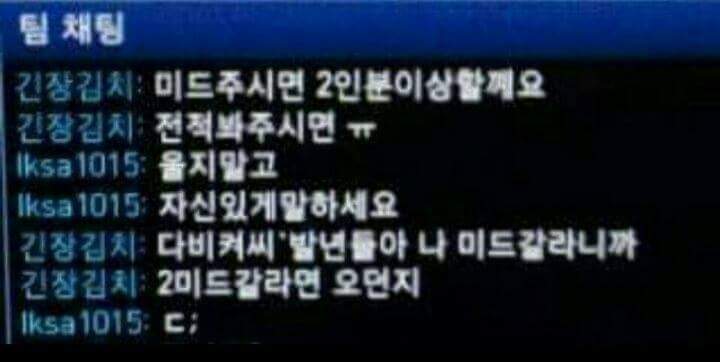 팀 채팅
긴장김치: 미드주시면 2인분이상할께요
긴장김치: 전적봐주시면 ㅠ
lksa1015: 울지말고
lksa1015: 자신있게말하세요
긴장김치: 다비켜씨`발년들아 나 미드갈라니까
긴장김치: 2미드갈라면 오던지
lksa1015: ㄷ;